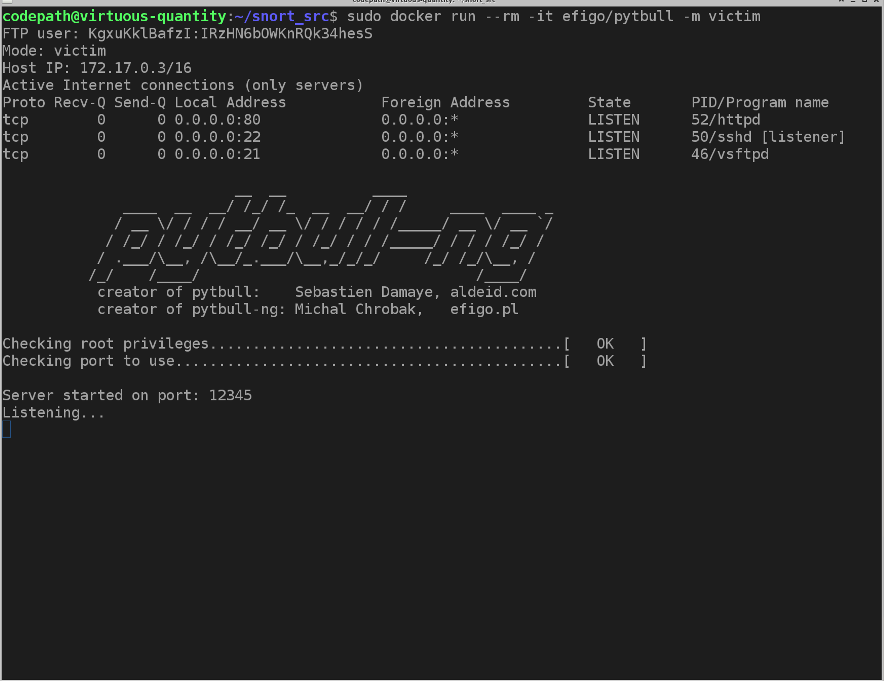 codepath@virtuous-quantity:~/snort_src$ sudo docker run --rm -it efigo/pytbull -m victim
FTP user: KgxuKklBafzI:IRzHN6bOWKnRQk34hesS
Mode: victim
Host IP: 172.17.0.3/16
Active Internet connections (only servers)
Proto Recv-Q Send-Q Local Address           Foreign Address         State       PID/Program name
tcp        0      0 0.0.0.0:80              0.0.0.0:*               LISTEN      52/httpd
tcp        0      0 0.0.0.0:22              0.0.0.0:*               LISTEN      50/sshd [listener]
tcp        0      0 0.0.0.0:21              0.0.0.0:*               LISTEN      46/vsftpd
pytbull-ng
creator of pytbull:    Sebastien Damaye, aldeid.com
creator of pytbull-ng: Michal Chrobak,   efigo.pl
Checking root privileges.........................................[   OK   ]
Checking port to use.............................................[   OK   ]
Server started on port: 12345
Listening...